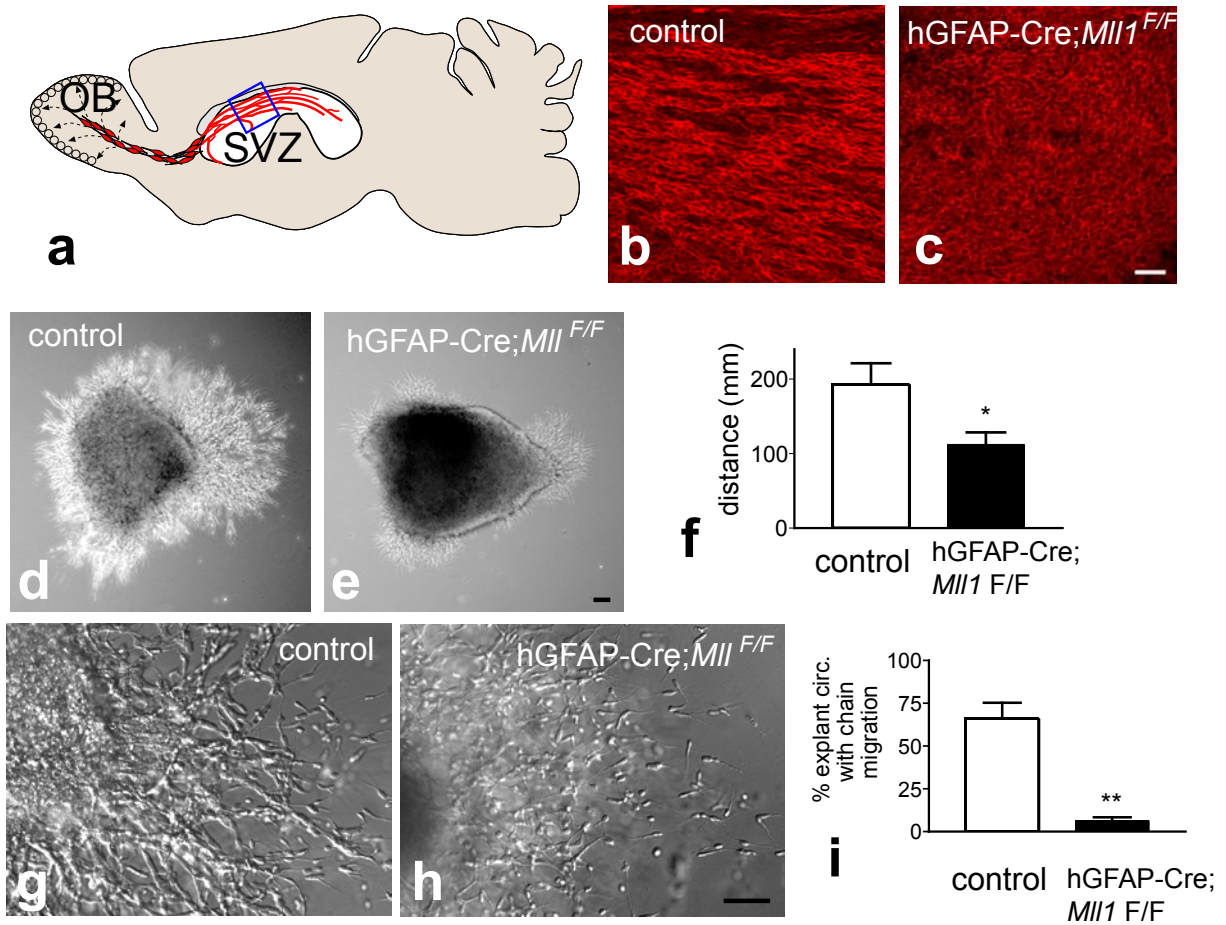 OB
SVZ
a
control
b
hGFAP-Cre;Mll1 F/F
c
control
d
hGFAP-Cre;Mll F/F
e
distance (mm)
200
100
0
*
control
hGFAP-Cre;
Mll1 F/F
f
control
g
hGFAP-Cre;Mll F/F
h
% explant circ.
with chain
migration
100
75
50
25
0
**
control
hGFAP-Cre;
Mll1 F/F
i